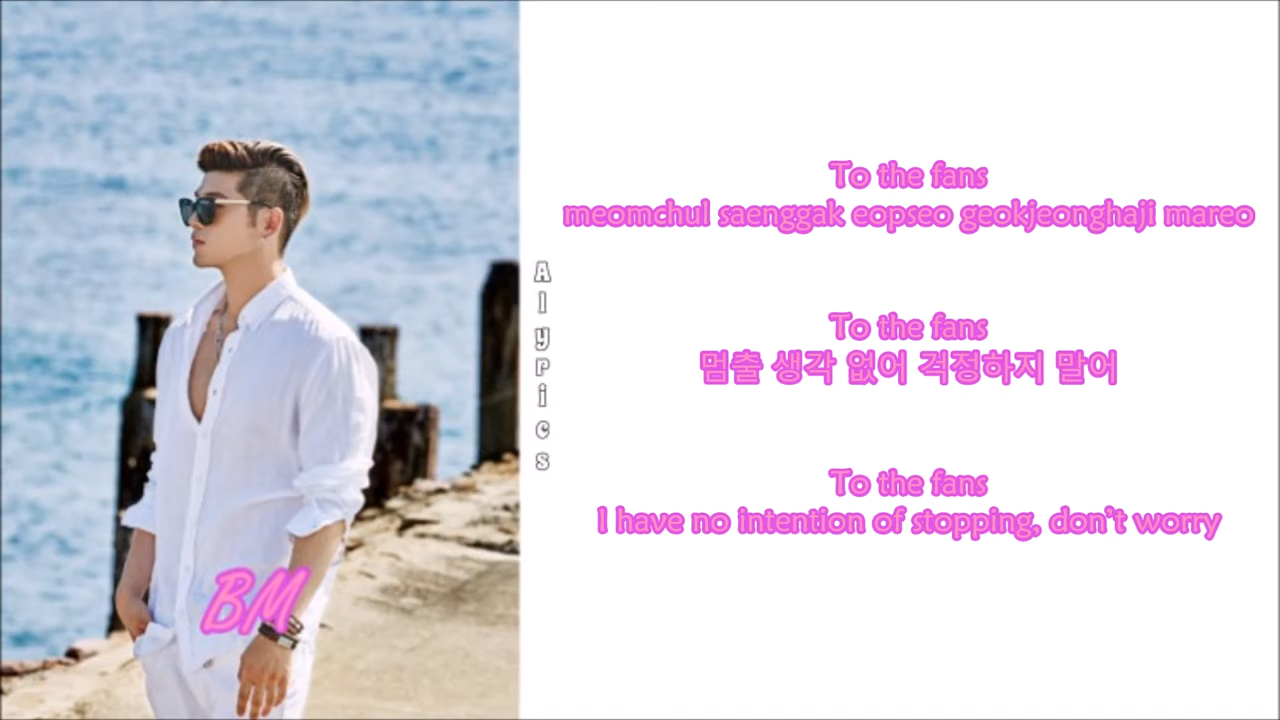 To the fans
meomchul saenggak eopseo geokjeonghaji mareo
To the fans
멈출 생각 없어 걱정하지 말어
To the fans
I have no intention of stopping, don't worry
Alyrics
BM